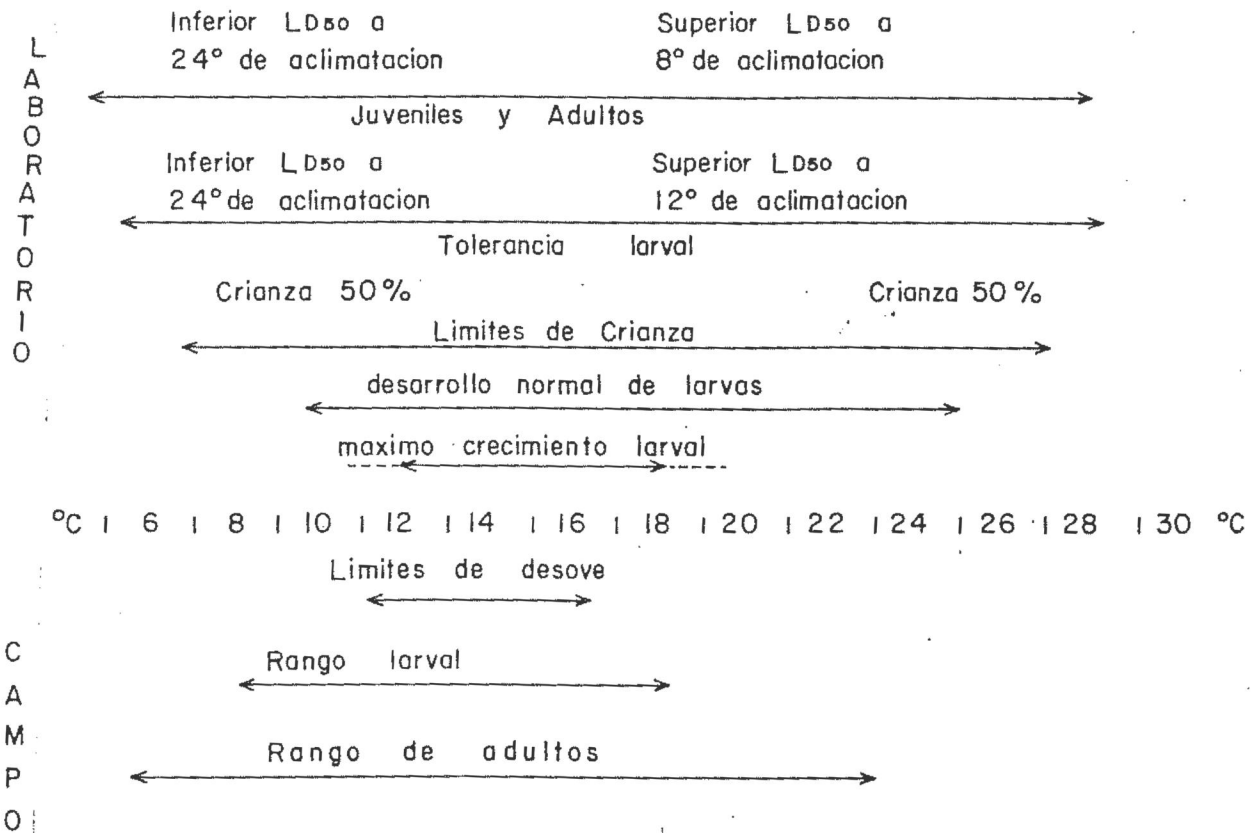 LABORATORIO
Inferior LD50 a Superior LD50 a
24° de aclimatacion 8° de aclimatacion
Juveniles y Adultos
Inferior LD50 a Superior LD50 a
24° de aclimatacion 12° de aclimatacion
Tolerancia larval
Crianza 50% Crianza 50%
Limites de Crianza
desarrollo normal de larvas
maximo crecimiento larval
°C 6 8 10 12 14 16 18 20 22 24 26 28 30 °C
Limites de desove
CAMPO
Rango larval
Rango de adultos